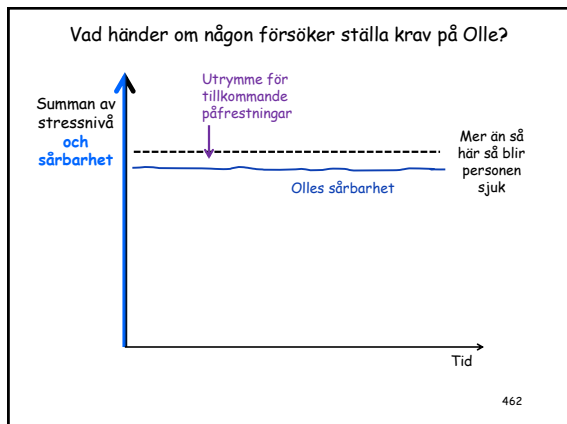 Vad händer om någon försöker ställa krav på Olle?
Utrymme för
tillkommande
påfrestningar
Summan av
stressnivå
och
sårbarhet
Mer än så
här så blir
personen
sjuk
Olles sårbarhet
Tid
462